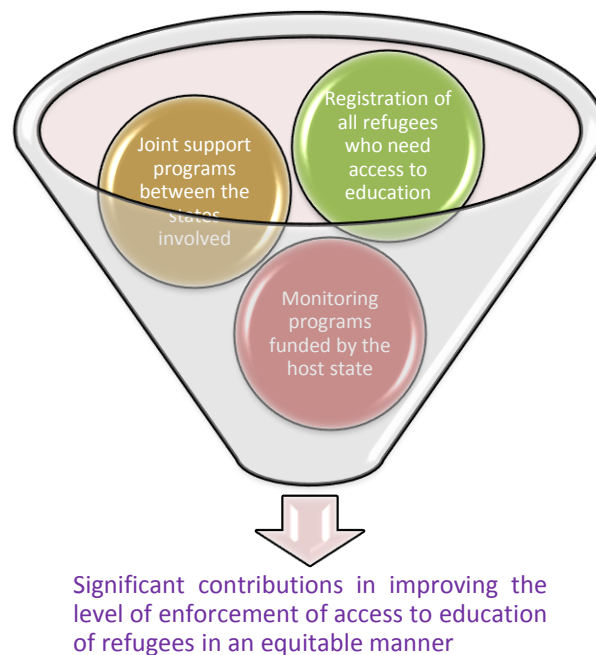 Joint support
programs
between the
states
involved
Registration of
all refugees
who need
access to
education
Monitoring
programs
funded by the
host state
Significant contributions in improving the
level of enforcement of access to education
of refugees in an equitable manner